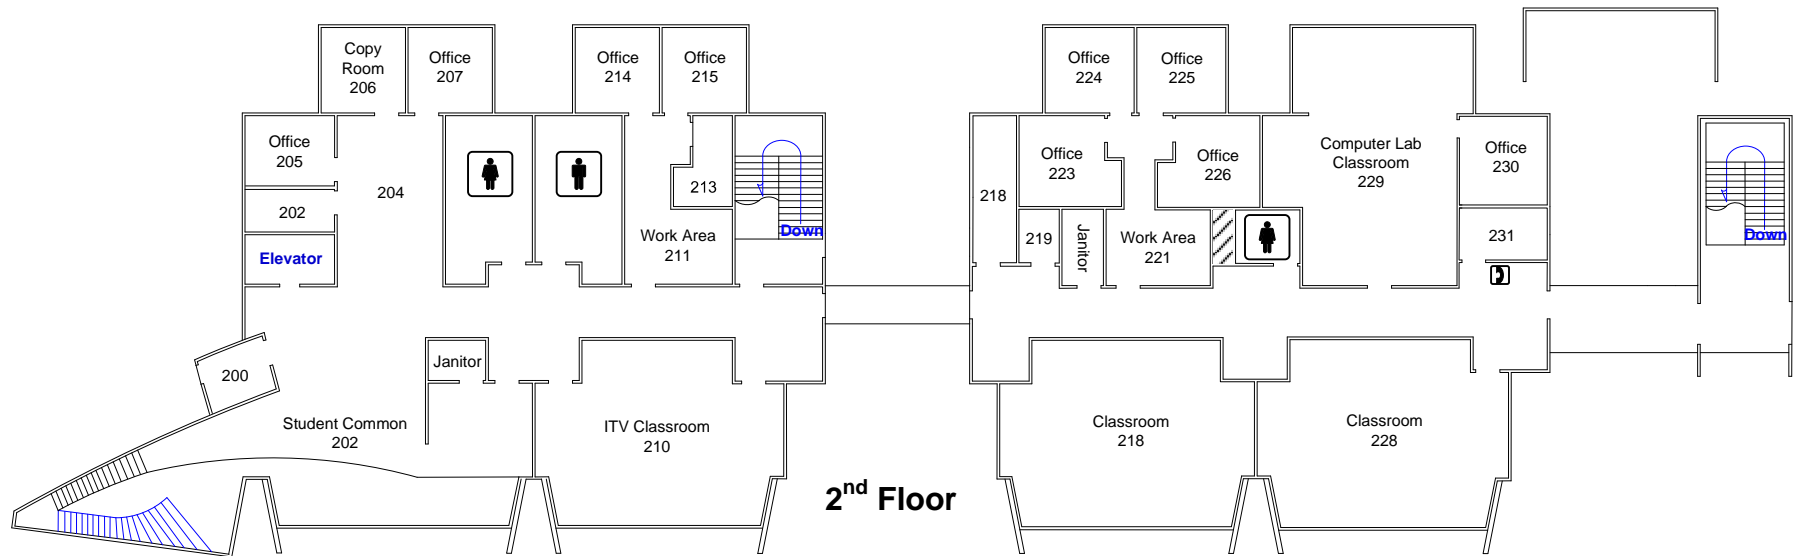 Copy
Room
206
Office
207
Office
214
Office
215
Office
224
Office
225
Office
205
204
202
Elevator
213
Work Area
211
Down
218
Office
223
219
Janitor
Work Area
221
Office
226
Computer Lab
Classroom
229
Office
230
231
Down
200
Janitor
Student Common
202
ITV Classroom
210
Classroom
218
Classroom
228
2nd Floor